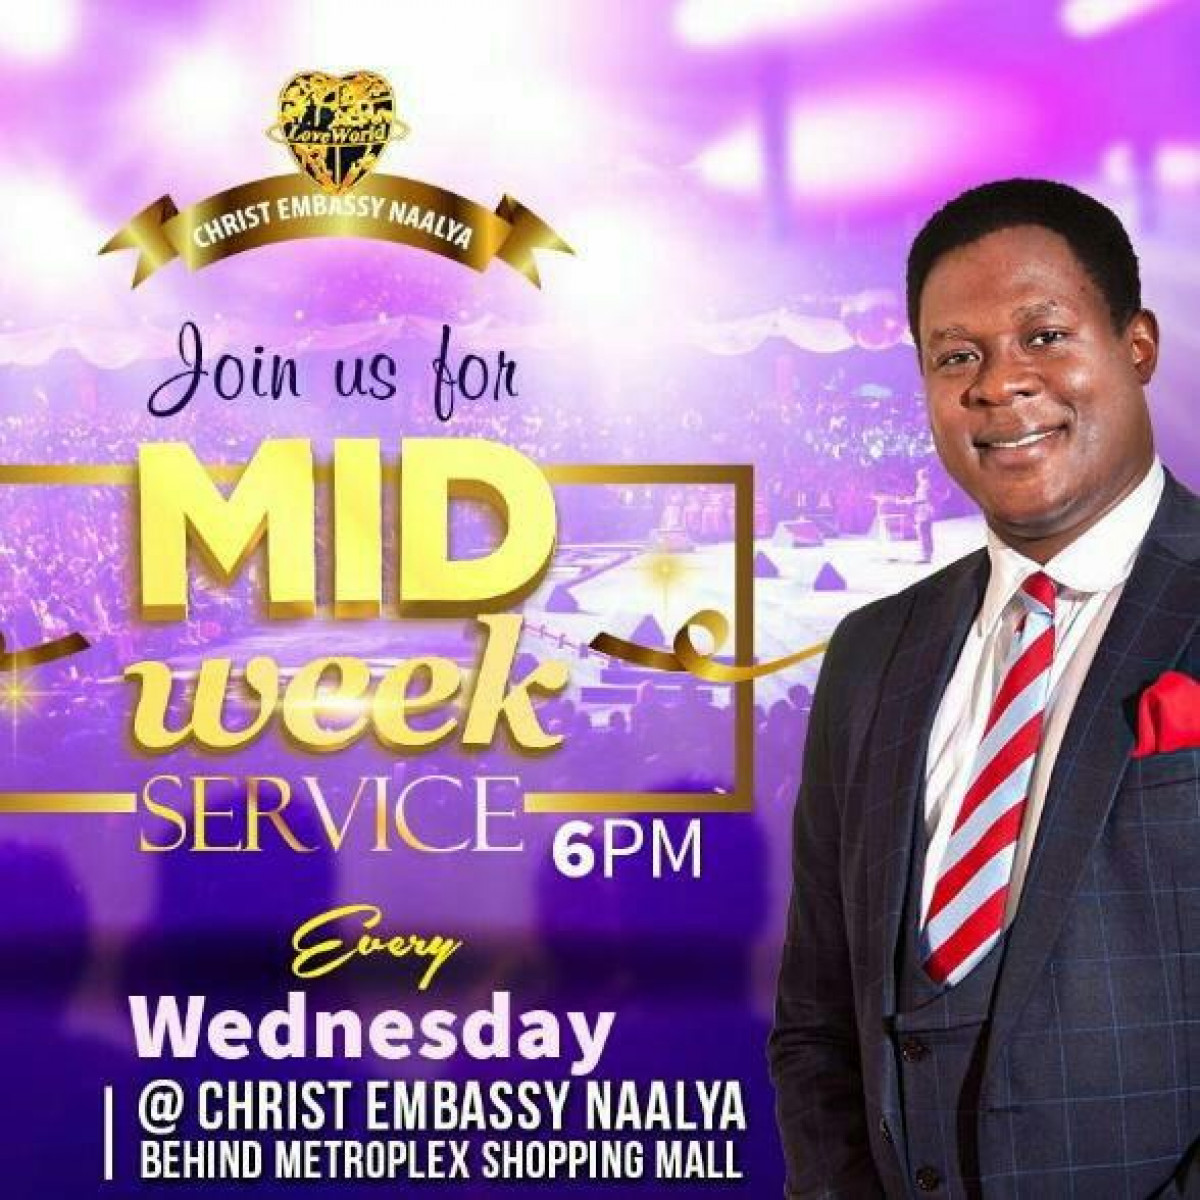 LoveWorld
CHRIST EMBASSY NAALYA
Join us for
MID
week
SERVICE
6PM
Every
Wednesday
@ CHRIST EMBASSY NAALYA
BEHIND METROPLEX SHOPPING MALL